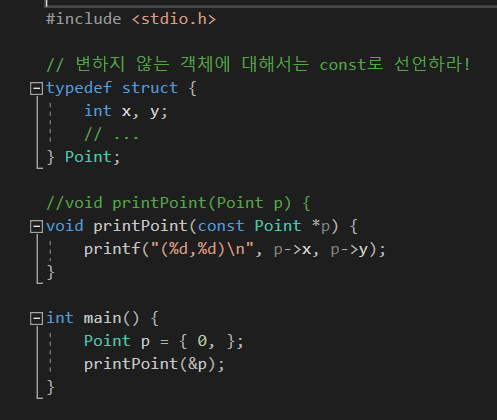 #include <stdio.h>
// 변하지 않는 객체에 대해서는 const로 선언하라!
typedef struct {
int x, y;
// ...
} Point;
//void printPoint(Point p) {
void printPoint(const Point *p) {
printf("(%d,%d)\n", p->x, p->y);
}
int main() {
Point p = { 0, };
printPoint(&p);
}